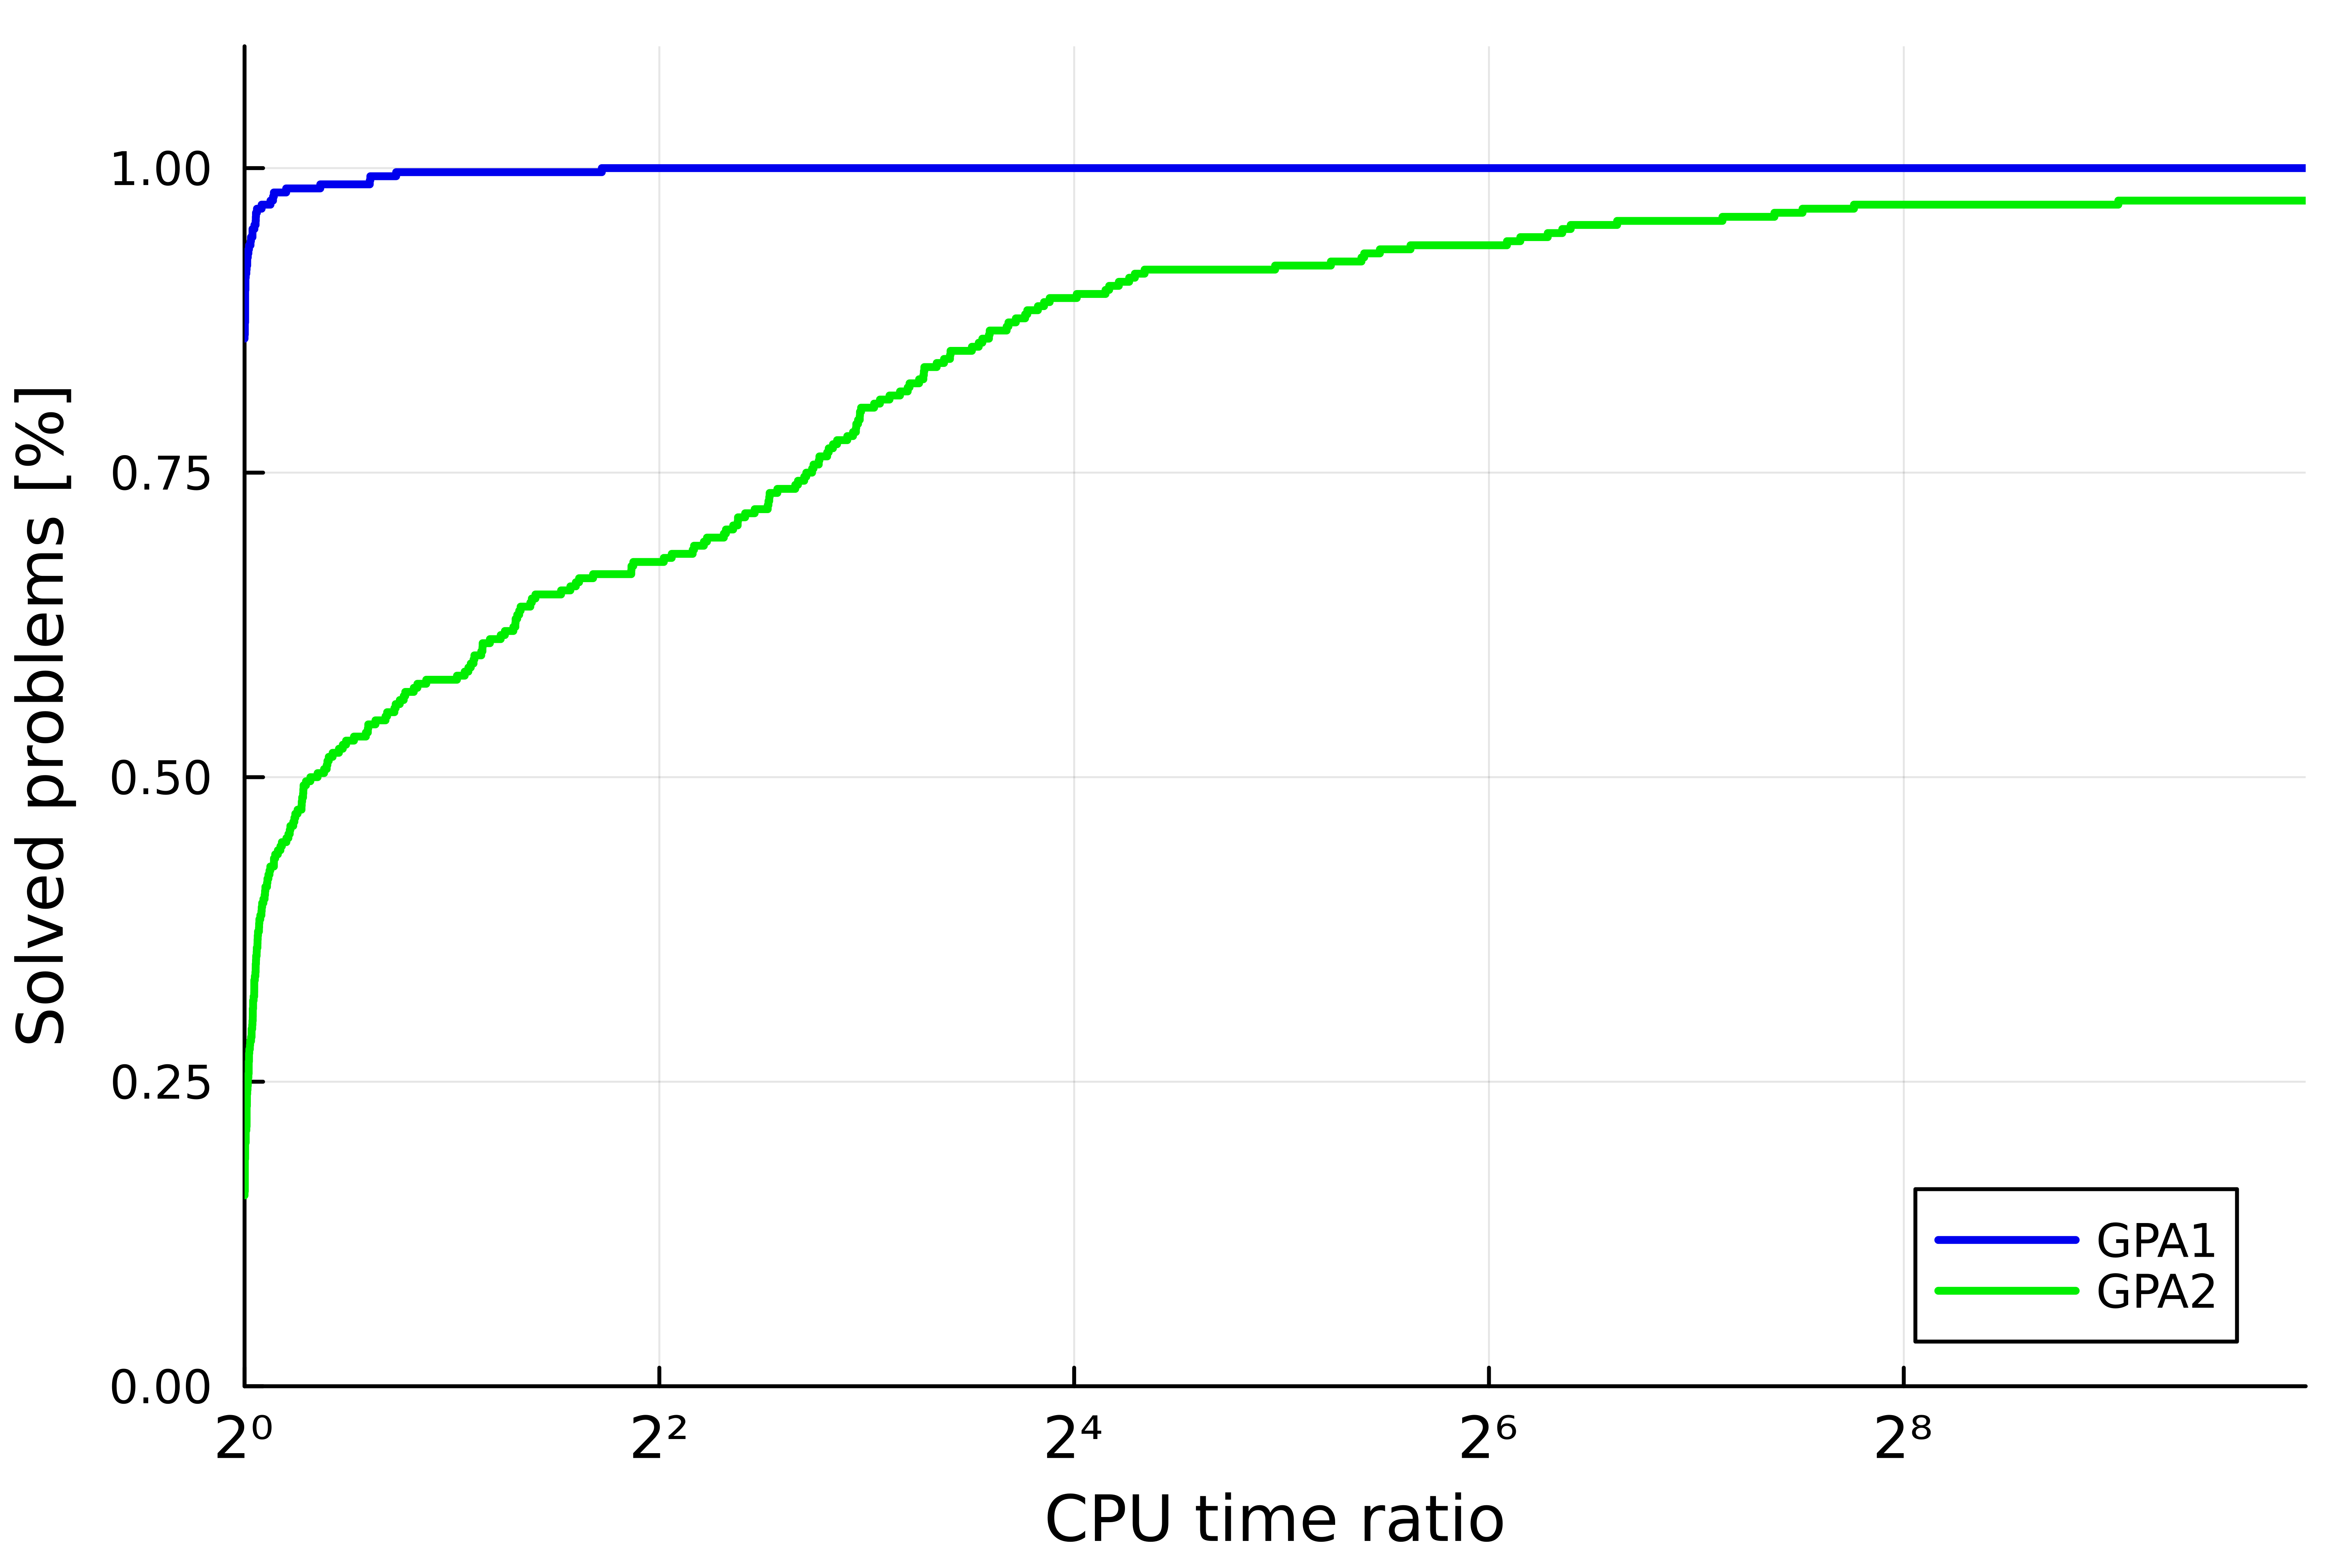 Solved problems [%]
1.00
0.75
0.50
0.25
0.00
2⁰ 2² 2⁴ 2⁶ 2⁸
CPU time ratio
GPA1
GPA2